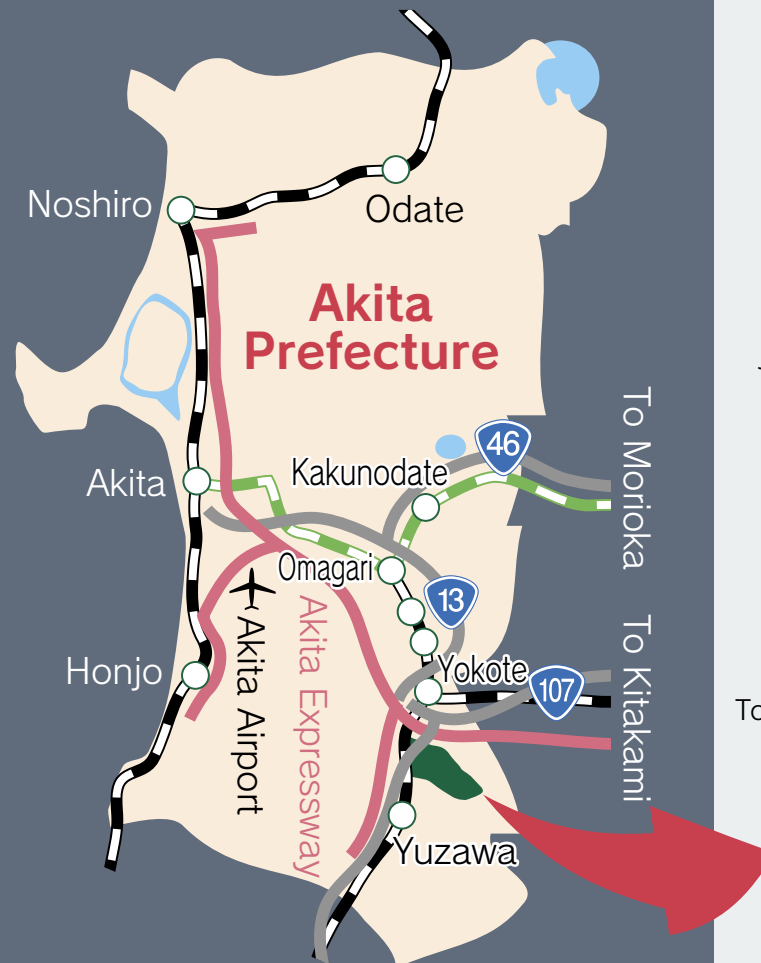 Noshiro
Odate
Akita
Prefecture
46
To Morioka
Akita
Kakunodate
Omagari
13
Akita Airport
Akita Expressway
To Kitakami
Honjo
Yokote
107
To
Yuzawa